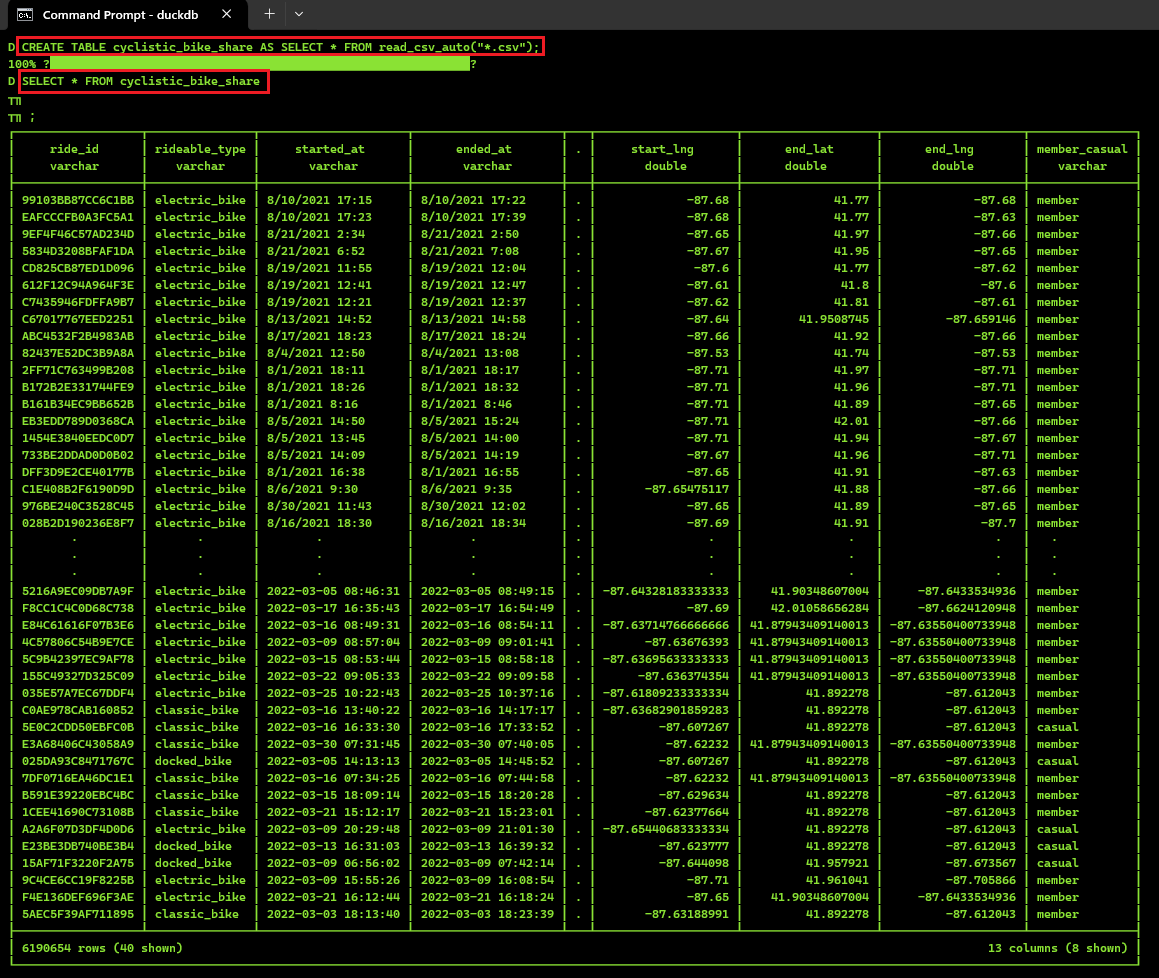 Command Prompt - duckdb
D CREATE TABLE cyclistic_bike_share AS SELECT * FROM read_csv_auto("*.csv");
100% ? ?
D SELECT * FROM cyclistic_bike_share
;
ride_id rideable_type started_at ended_at . start_lng end_lat end_lng member_casual
varchar varchar varchar varchar double double double varchar
99103BB87CC6C1BB electric_bike 8/10/2021 17:15 8/10/2021 17:22 . -87.68 41.77 -87.68 member
EAFCCCFB0A3FC5A1 electric_bike 8/10/2021 17:23 8/10/2021 17:39 . -87.68 41.77 -87.63 member
9EF4F46C57AD234D electric_bike 8/21/2021 2:34 8/21/2021 2:50 . -87.65 41.97 -87.66 member
5834D3208BFAF1DA electric_bike 8/21/2021 6:52 8/21/2021 7:08 . -87.67 41.95 -87.65 member
CD825CB87ED1D096 electric_bike 8/19/2021 11:55 8/19/2021 12:04 . -87.6 41.77 -87.62 member
612F12C94A964F3E electric_bike 8/19/2021 12:41 8/19/2021 12:47 . -87.61 41.8 -87.6 member
C7435946FDFFA9B7 electric_bike 8/19/2021 12:21 8/19/2021 12:37 . -87.62 41.81 -87.61 member
C67017767EED2251 electric_bike 8/13/2021 14:52 8/13/2021 14:58 . -87.64 41.9508745 -87.659146 member
ABC4532F2B4983AB electric_bike 8/17/2021 18:23 8/17/2021 18:24 . -87.66 41.92 -87.66 member
82437E52DC3B9A8A electric_bike 8/4/2021 12:50 8/4/2021 13:08 . -87.53 41.74 -87.53 member
2FF71C763499B208 electric_bike 8/1/2021 18:11 8/1/2021 18:17 . -87.71 41.97 -87.71 member
B172B2E331744FE9 electric_bike 8/1/2021 18:26 8/1/2021 18:32 . -87.71 41.96 -87.71 member
B161B34EC9BB652B electric_bike 8/1/2021 8:16 8/1/2021 8:46 . -87.71 41.89 -87.65 member
EB3EDD789D0368CA electric_bike 8/5/2021 14:50 8/5/2021 15:24 . -87.71 42.01 -87.66 member
1454E3840EEDC0D7 electric_bike 8/5/2021 13:45 8/5/2021 14:00 . -87.71 41.94 -87.67 member
733BE2DDAD0D0B02 electric_bike 8/5/2021 14:09 8/5/2021 14:19 . -87.67 41.96 -87.71 member
DFF3D9E2CE40177B electric_bike 8/1/2021 16:38 8/1/2021 16:55 . -87.65 41.91 -87.63 member
C1E408B2F6190D9D electric_bike 8/6/2021 9:30 8/6/2021 9:35 . -87.65475117 41.88 -87.66 member
976BE240C3528C45 electric_bike 8/30/2021 11:43 8/30/2021 12:02 . -87.65 41.89 -87.65 member
028B2D190236E8F7 electric_bike 8/16/2021 18:30 8/16/2021 18:34 . -87.69 41.91 -87.7 member
. . . . . . . . .
. . . . . . . . .
. . . . . . . . .
5216A9EC09DB7A9F electric_bike 2022-03-05 08:46:31 2022-03-05 08:49:15 . -87.64328183333333 41.90348607004 -87.6433534936 member
F8CC1C4C0D68C738 electric_bike 2022-03-17 16:35:43 2022-03-17 16:54:49 . -87.69 42.01058656284 -87.6624120948 member
E84C61616F07B3E6 electric_bike 2022-03-16 08:49:31 2022-03-16 08:54:11 . -87.63714766666666 41.87943409140013 -87.63550400733948 member
4C57806C54B9E7CE electric_bike 2022-03-09 08:57:04 2022-03-09 09:01:41 . -87.63676393 41.87943409140013 -87.63550400733948 member
5C9B42397EC9AF78 electric_bike 2022-03-15 08:53:44 2022-03-15 08:58:18 . -87.63695633333333 41.87943409140013 -87.63550400733948 member
155C49327D325C09 electric_bike 2022-03-22 09:05:33 2022-03-22 09:09:58 . -87.636374354 41.87943409140013 -87.63550400733948 member
035E57A7EC67DDF4 electric_bike 2022-03-25 10:22:43 2022-03-25 10:37:16 . -87.61809233333334 41.892278 -87.612043 member
C0AE978CAB160852 classic_bike 2022-03-16 13:40:22 2022-03-16 14:17:17 . -87.63682901859283 41.892278 -87.612043 member
5E0C2CDD50EBFC0B classic_bike 2022-03-16 16:33:30 2022-03-16 17:33:52 . -87.607267 41.892278 -87.612043 casual
E3A68406C43058A9 classic_bike 2022-03-30 07:31:45 2022-03-30 07:40:05 . -87.62232 41.87943409140013 -87.63550400733948 member
025DA93C8471767C docked_bike 2022-03-05 14:13:13 2022-03-05 14:45:52 . -87.607267 41.892278 -87.612043 casual
7DF0716EA46DC1E1 classic_bike 2022-03-16 07:34:25 2022-03-16 07:44:58 . -87.62232 41.87943409140013 -87.63550400733948 member
B591E39220EBC4BC classic_bike 2022-03-15 18:09:14 2022-03-15 18:20:28 . -87.629634 41.892278 -87.612043 member
1CEE41690C73108B classic_bike 2022-03-21 15:12:17 2022-03-21 15:23:01 . -87.62377664 41.892278 -87.612043 member
A2A6F07D3DF4D0D6 electric_bike 2022-03-09 20:29:48 2022-03-09 21:01:30 . -87.65440683333334 41.892278 -87.612043 casual
E23BE3DB740BE3B4 docked_bike 2022-03-13 16:31:03 2022-03-13 16:39:32 . -87.623777 41.892278 -87.612043 casual
15AF71F3220F2A75 docked_bike 2022-03-09 06:56:02 2022-03-09 07:42:14 . -87.644098 41.957921 -87.673567 casual
9C4CE6CC19F8225B electric_bike 2022-03-09 15:55:26 2022-03-09 16:08:54 . -87.71 41.961041 -87.705866 member
F4E136DEF696F3AE electric_bike 2022-03-21 16:12:44 2022-03-21 16:18:24 . -87.65 41.90348607004 -87.6433534936 member
5AEC5F39AF711895 classic_bike 2022-03-03 18:13:40 2022-03-03 18:23:39 . -87.63188991 41.892278 -87.612043 member
6190654 rows (40 shown) 13 columns (8 shown)